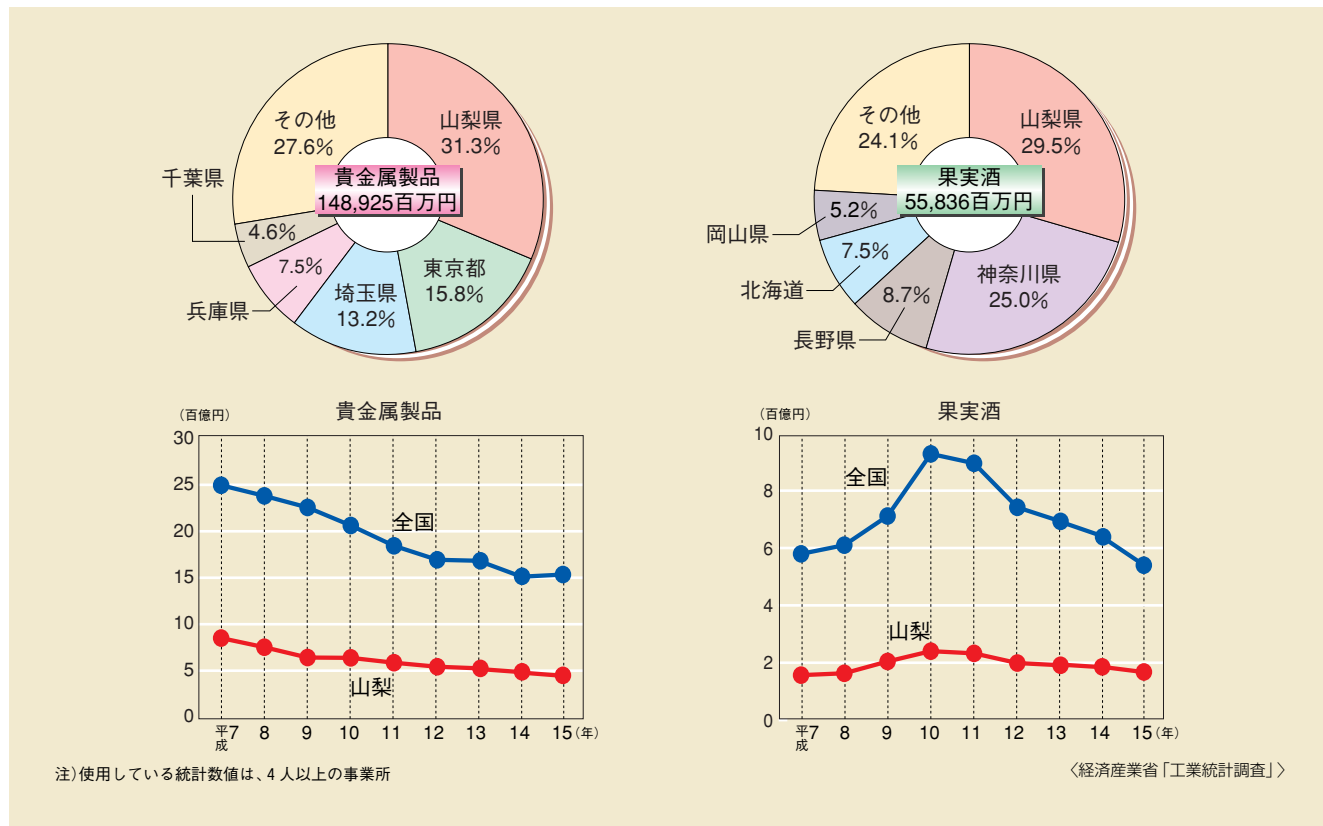 その他
27.6%
山梨県
31.3%
千葉県
貴金属製品
148,925百万円
4.6%
7.5%
兵庫県
埼玉県
13.2%
東京都
15.8%
その他
24.1%
山梨県
29.5%
果実酒
55,836百万円
5.2%
岡山県
7.5%
北海道
8.7%
長野県
神奈川県
25.0%
(百億円)
貴金属製品
30
25
20
15
10
5
0
全国
山梨
平成7 8 9 10 11 12 13 14 15(年)
(百億円)
果実酒
10
8
6
4
2
0
全国
山梨
平成7 8 9 10 11 12 13 14 15(年)
注)使用している統計数値は、4人以上の事業所
〈経済産業省「工業統計調査」〉